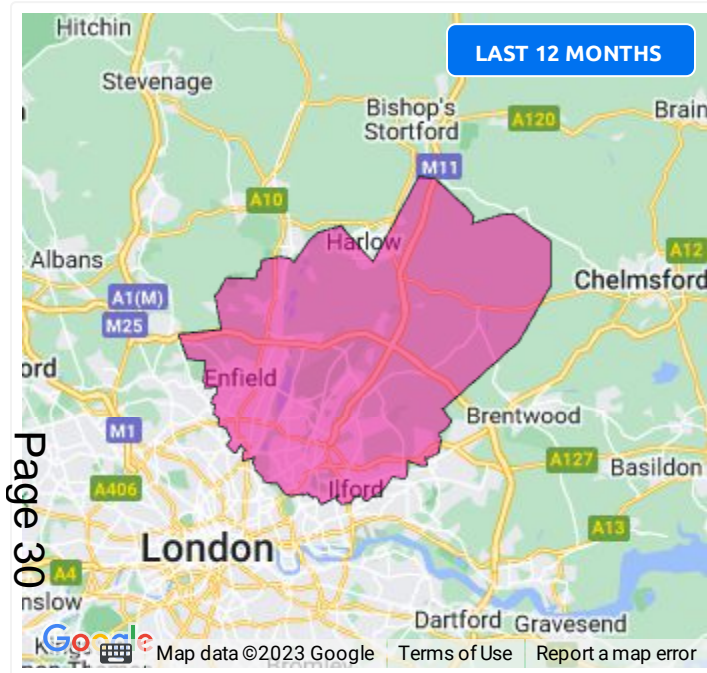 Hitchin
LAST 12 MONTHS
Stevenage
Bishop's
Stortford
A120
Brain
M11
A10
Harlow
Albans
A12
Chelmsford
A1(M)
M25
ord
Enfield
Brentwood
M1
A127
Basildon
A406
Ilford
Page 30
A13
London
A4
nslow
Dartford
Gravesend
Google
Map data ©2023 Google
Terms of Use
Report a map error
Bromley